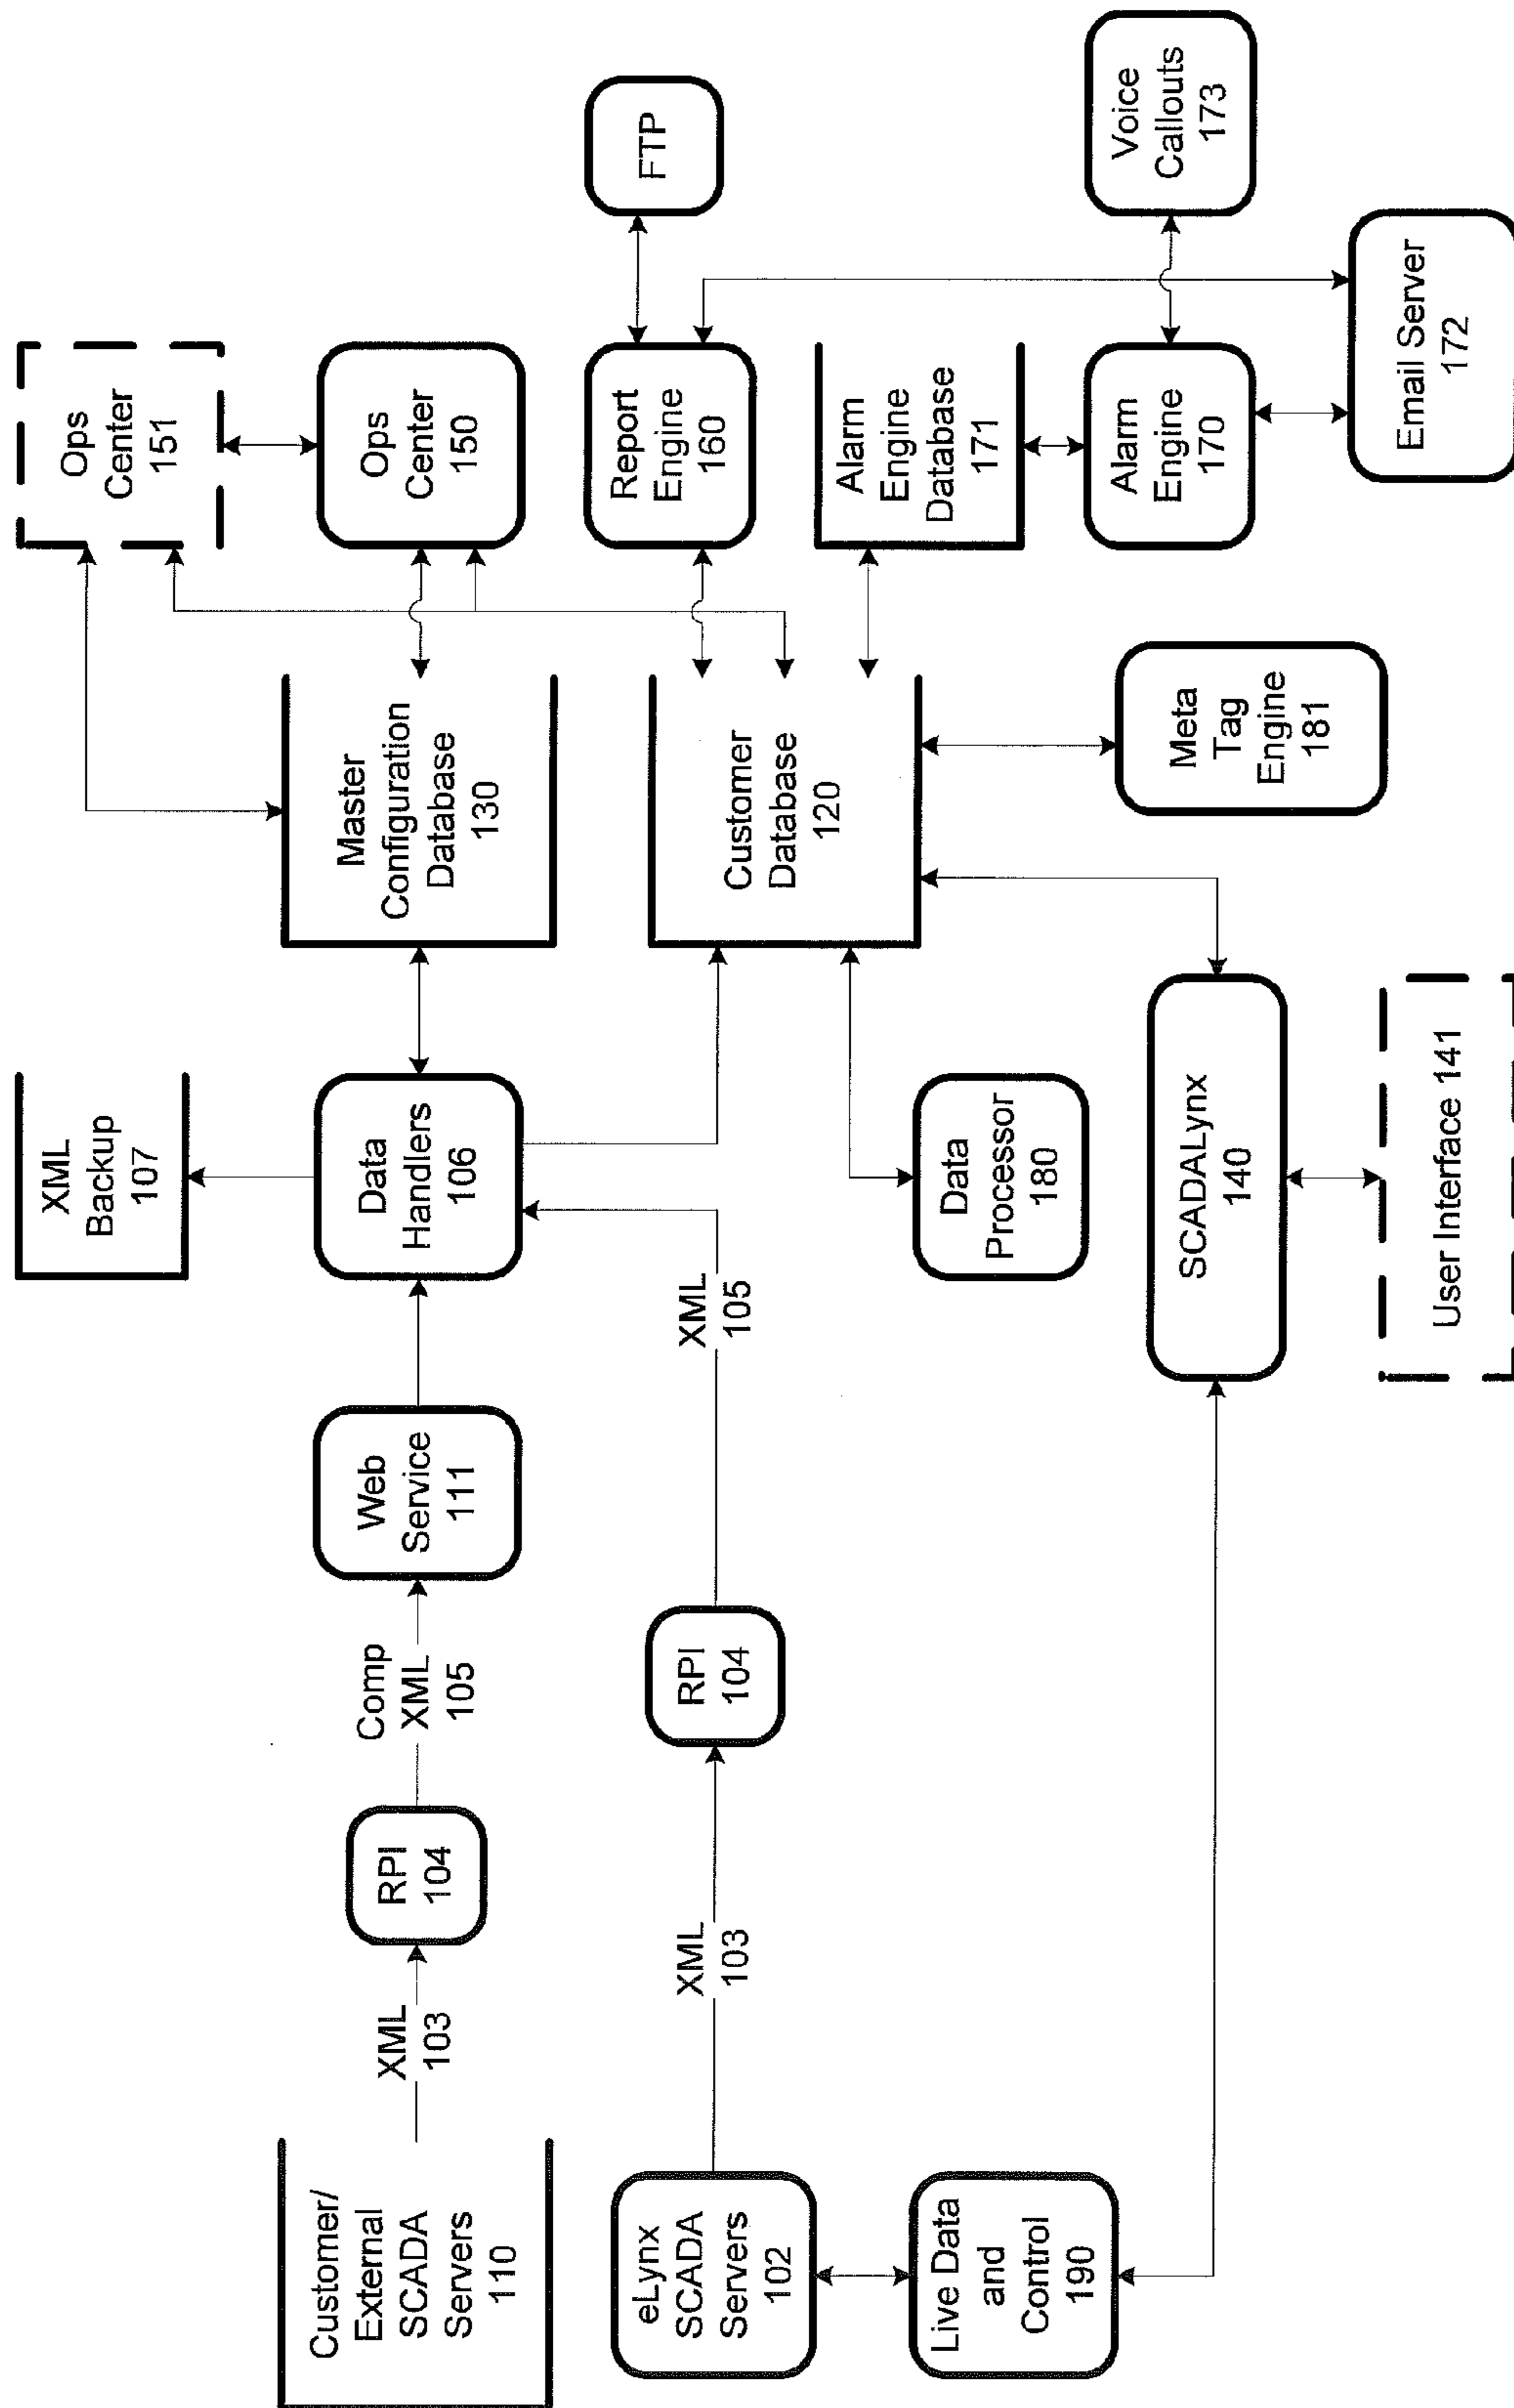 Customer/
External
SCADA
Servers
110
XML
103
RPI
104
Comp
XML
105
Web
Service
111
Data
Handlers
106
XML
Backup
107
Master
Configuration
Database
130
Ops
Center
151
Ops
Center
150
eLynx
SCADA
Servers
102
XML
103
RPI
104
XML
105
Customer
Database
120
Report
Engine
160
FTP
Live Data
and
Control
190
Data
Processor
180
Alarm
Engine
Database
171
Alarm
Engine
170
Voice
Callouts
173
SCADALynx
140
Meta
Tag
Engine
181
User Interface 141
Email Server
172